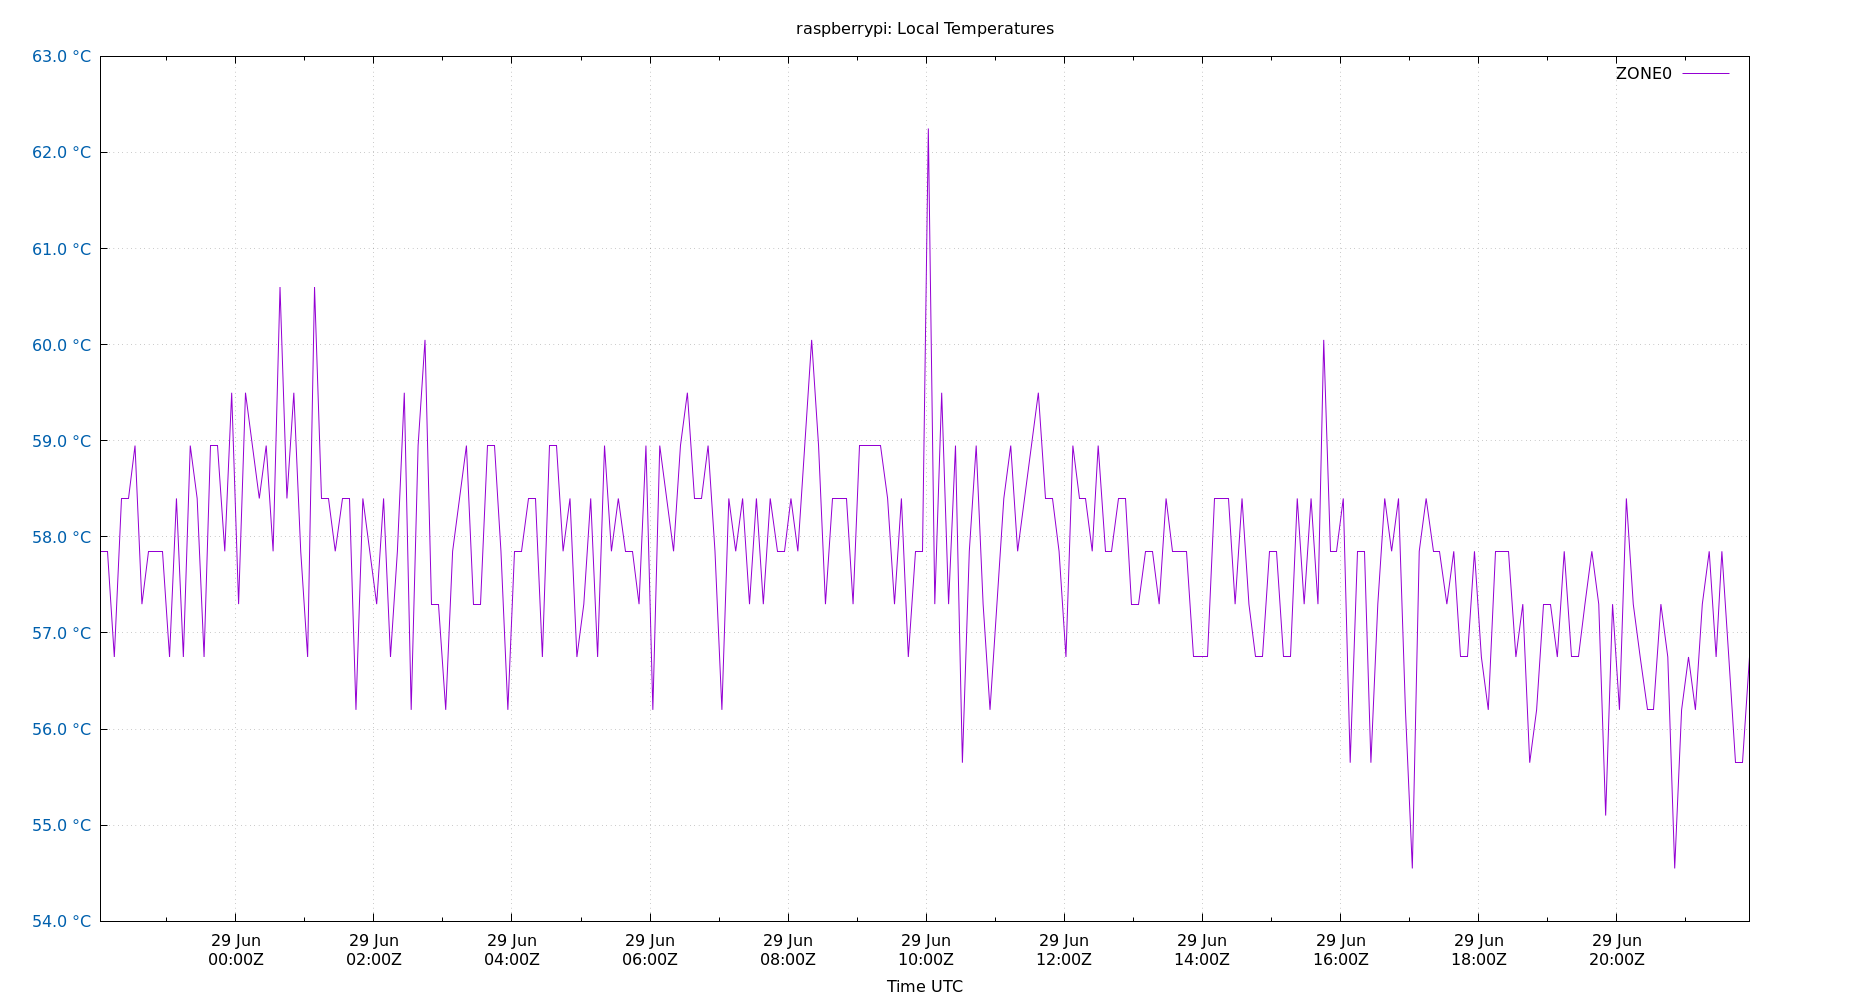 raspberrypi: Local Temperatures
63.0 °C
ZONE0
62.0 °C
61.0 °C
60.0 °C
59.0 °C
58.0 °C
57.0 °C
56.0 °C
55.0 °C
54.0 °C
29 Jun 29 Jun 29 Jun 29 Jun 29 Jun 29 Jun 29 Jun 29 Jun 29 Jun 29 Jun 29 Jun
00:00Z 02:00Z 04:00Z 06:00Z 08:00Z 10:00Z 12:00Z 14:00Z 16:00Z 18:00Z 20:00Z
Time UTC